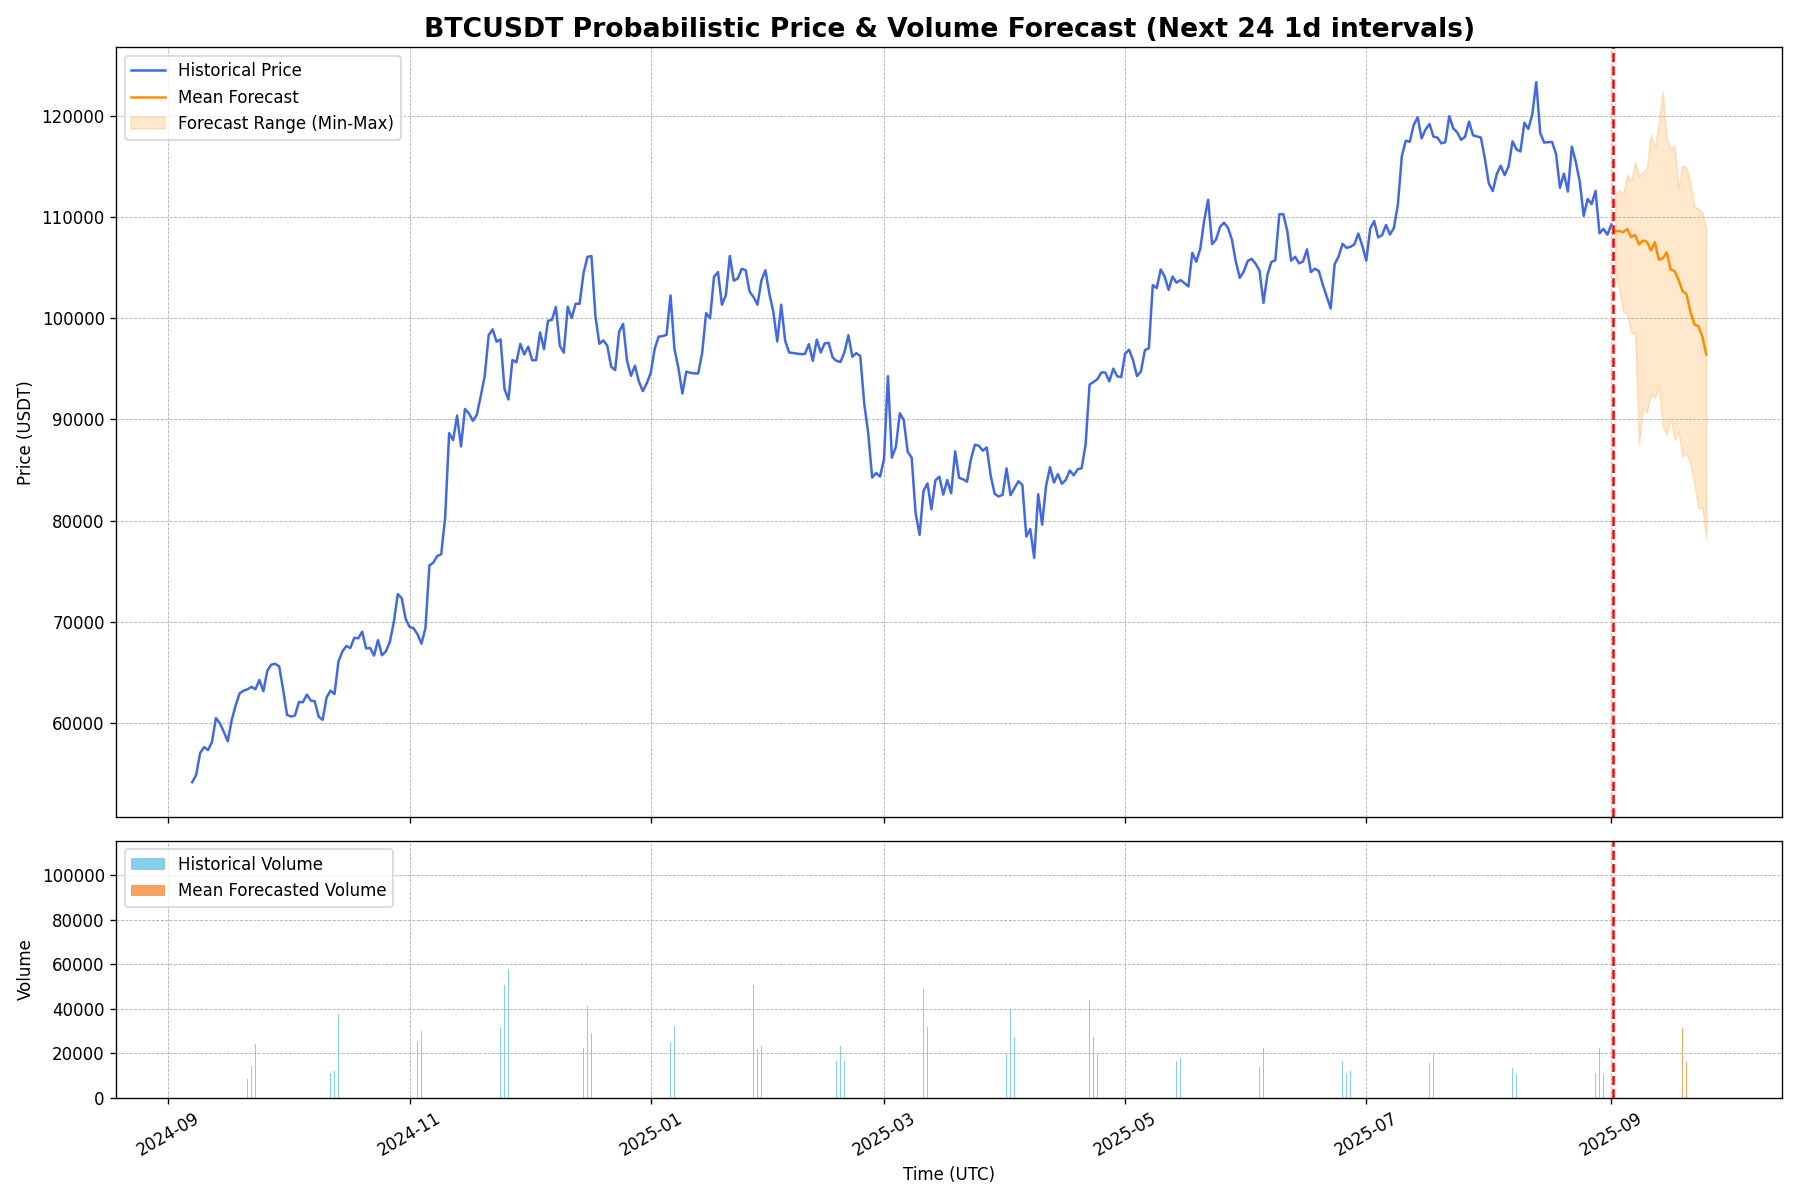 BTCUSDT Probabilistic Price & Volume Forecast (Next 24 1d intervals)
Historical Price
Mean Forecast
Forecast Range (Min-Max)
120000
110000
100000
90000
80000
70000
60000
Price (USDT)
Historical Volume
Mean Forecasted Volume
100000
80000
60000
40000
20000
0
Volume
2024-09
2024-11
2025-01
2025-03
2025-05
2025-07
2025-09
Time (UTC)